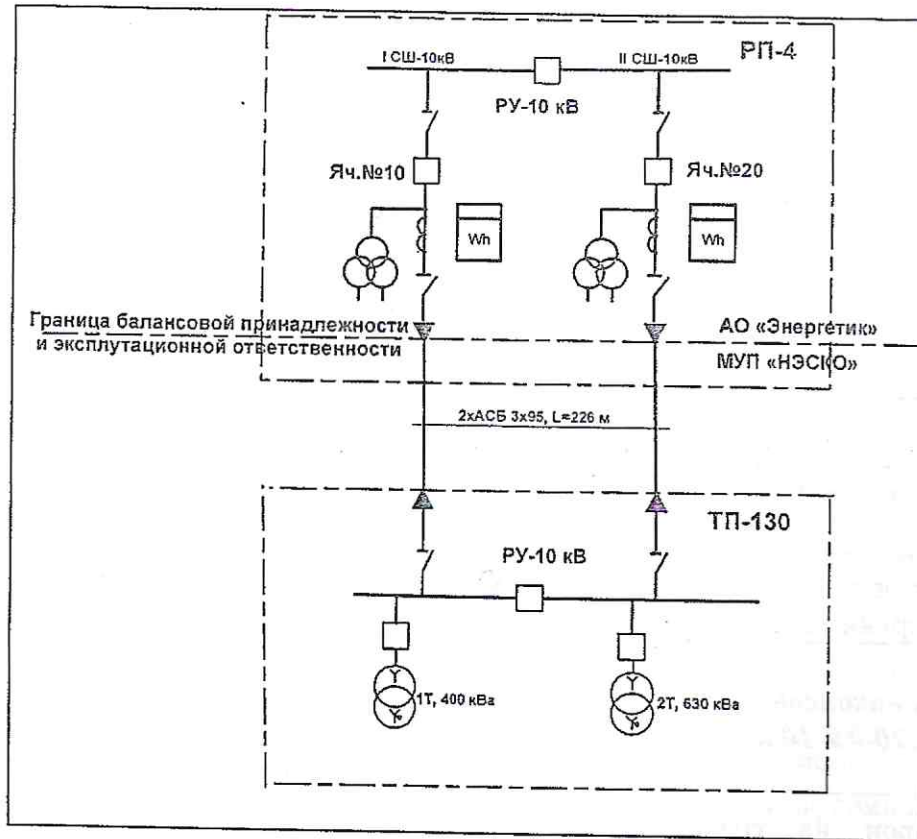 РП-4
I СШ-10кВ
II СШ-10кВ
РУ-10 кВ
Яч.№10
Яч.№20
Wh
Wh
Граница балансовой принадлежности
и эксплутационной ответственности
АО «Энергетик»
МУП «НЭСКО»
2хАСБ 3х95, L=226 м
ТП-130
РУ-10 кВ
1Т, 400 кВа
2Т, 630 кВа